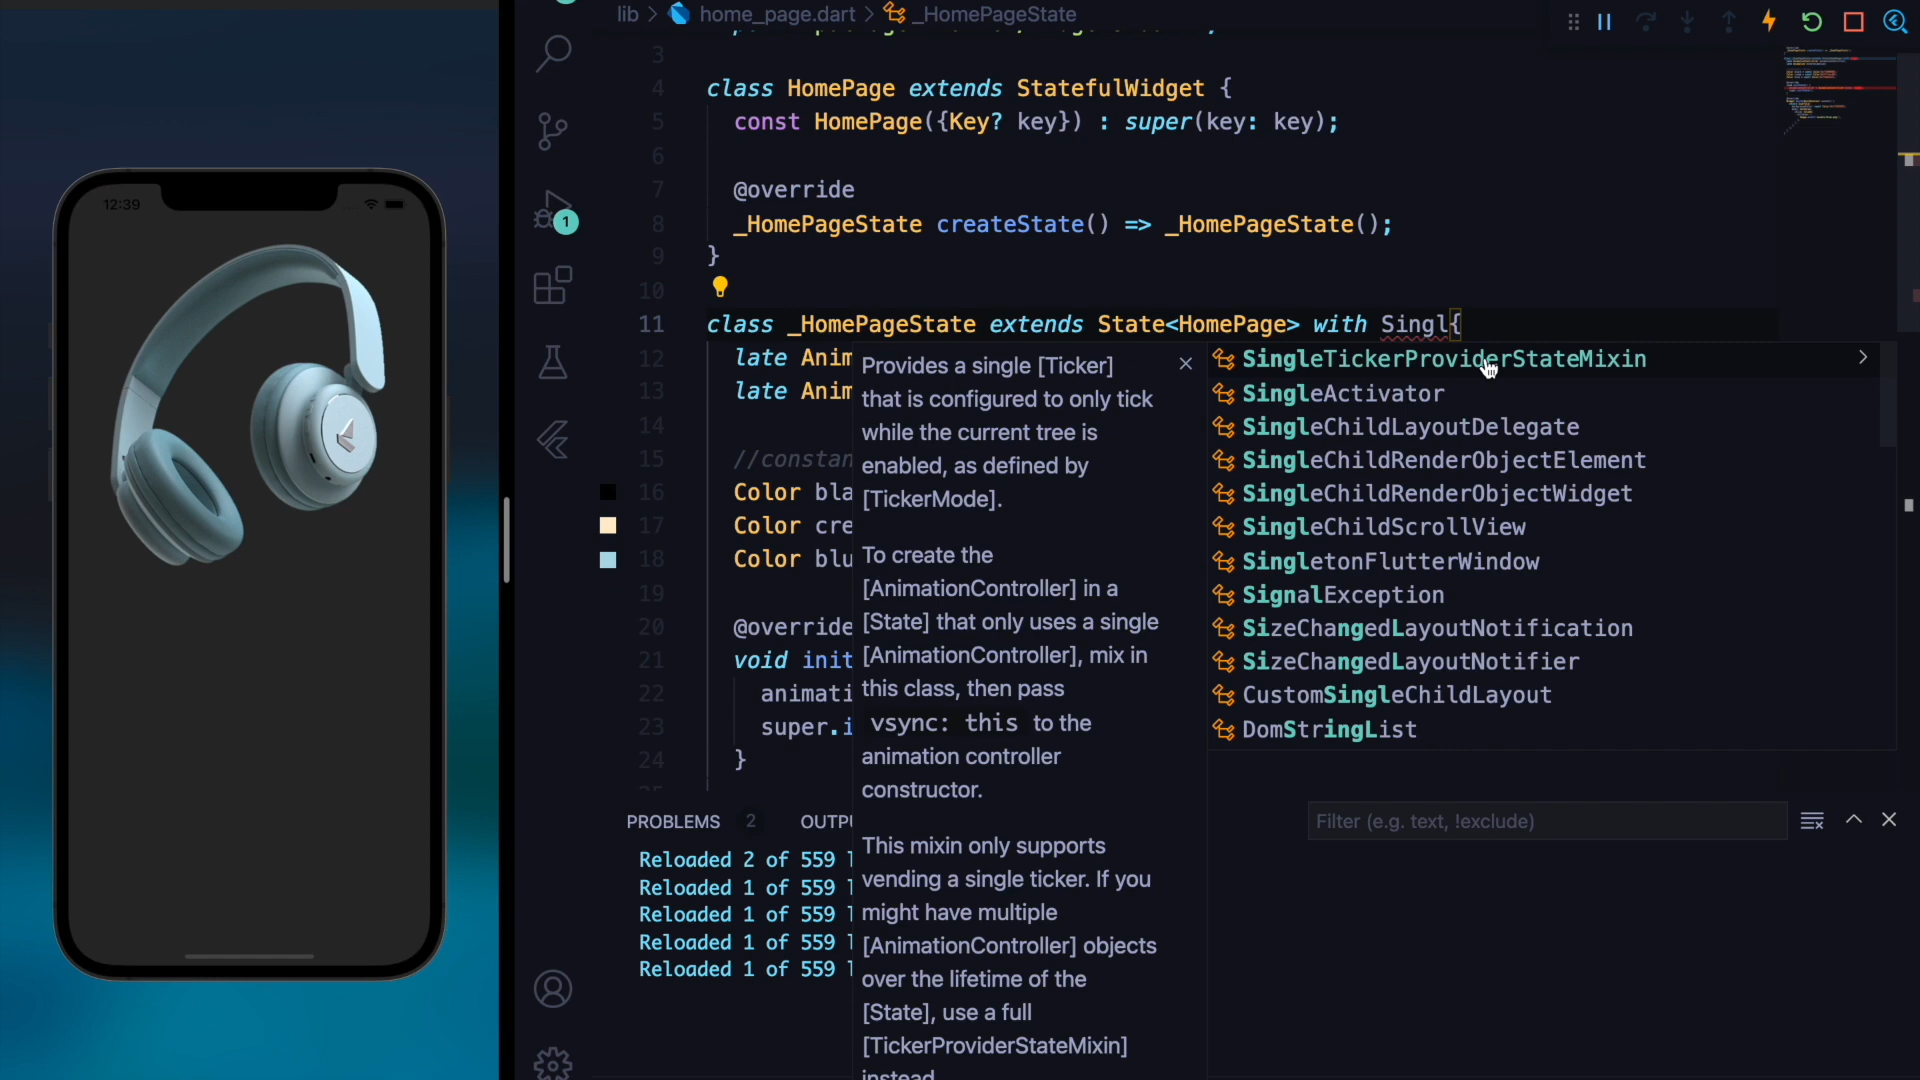 12:39
lib > home_page.dart > _HomePageState
3
4 class HomePage extends StatefulWidget {
5 const HomePage({Key? key}) : super(key: key);
6
7 @override
8 _HomePageState createState() => _HomePageState();
9 }
10
11 class _HomePageState extends State<HomePage> with Singl{
12 late Anim
13 late Anim
14
15 //constan
16 Color bla
17 Color cre
18 Color blu
19
20 @override
21 void init
22 animati
23 super.i
24 }
1
Provides a single [Ticker]
that is configured to only tick
while the current tree is
enabled, as defined by
[TickerMode].
To create the
[AnimationController] in a
[State] that only uses a single
[AnimationController], mix in
this class, then pass
vsync: this to the
animation controller
constructor.
This mixin only supports
vending a single ticker. If you
might have multiple
[AnimationController] objects
over the lifetime of the
[State], use a full
[TickerProviderStateMixin]
instead
SingleTickerProviderStateMixin
SingleActivator
SingleChildLayoutDelegate
SingleChildRenderObjectElement
SingleChildRenderObjectWidget
SingleChildScrollView
SingletonFlutterWindow
SignalException
SizeChangedLayoutNotification
SizeChangedLayoutNotifier
CustomSingleChildLayout
DomStringList
PROBLEMS 2 OUTPU
Filter (e.g. text, !exclude)
Reloaded 2 of 559
Reloaded 1 of 559
Reloaded 1 of 559
Reloaded 1 of 559
Reloaded 1 of 559